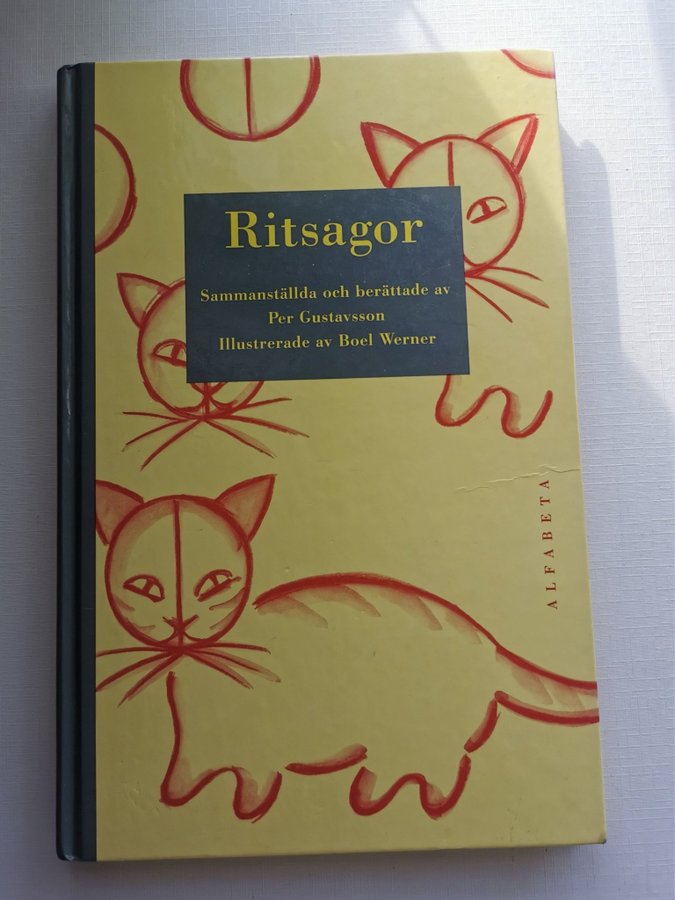 Ritsagor
Sammanställda och berättade av
Per Gustavsson
Illustrerade av Boel Werner
ALFABETA